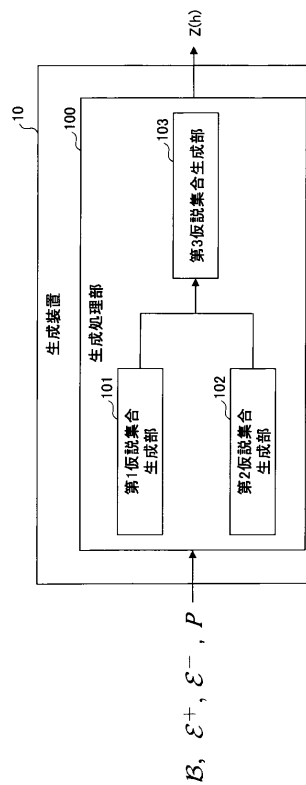 10
生成装置
100
生成処理部
101
第1仮説集合
生成部
102
第2仮説集合
生成部
103
第3仮説集合生成部
Z(h)
B, ε⁺, ε⁻, P